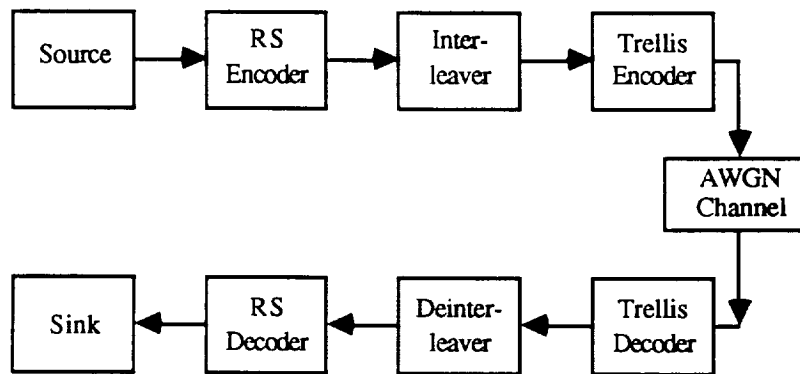 Source
RS
Encoder
Inter-
leaver
Trellis
Encoder
AWGN
Channel
Sink
RS
Decoder
Deinter-
leaver
Trellis
Decoder